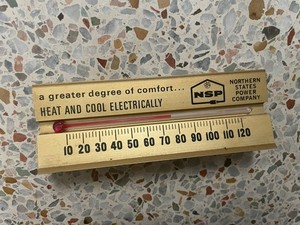 a greater degree of comfort...
HEAT AND COOL ELECTRICALLY
NSP
NORTHERN
STATES
POWER
COMPANY
10 20 30 40 50 60 70 80 90 100 110 120